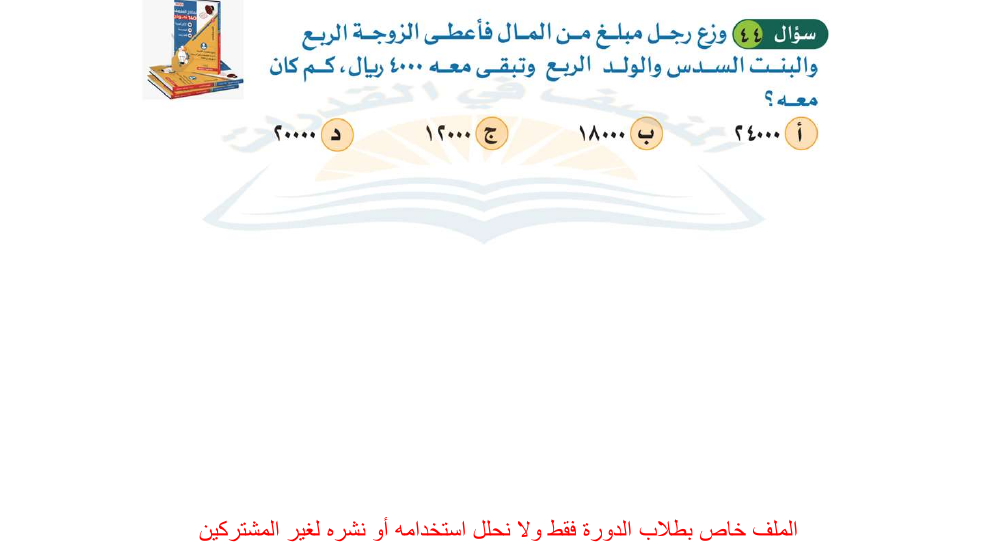 سؤال ٤٤ وزع رجل مبلغ من المال فأعطى الزوجة الربع
والبنت السدس والولد الربع وتبقى معه ٤٠٠٠ ريال، كم كان
معه؟
أ ٢٤٠٠٠ ب ١٨٠٠٠ ج ١٢٠٠٠ د ٢٠٠٠٠
الملف خاص بطلاب الدورة فقط ولا نحلل استخدامه أو نشره لغير المشتركين